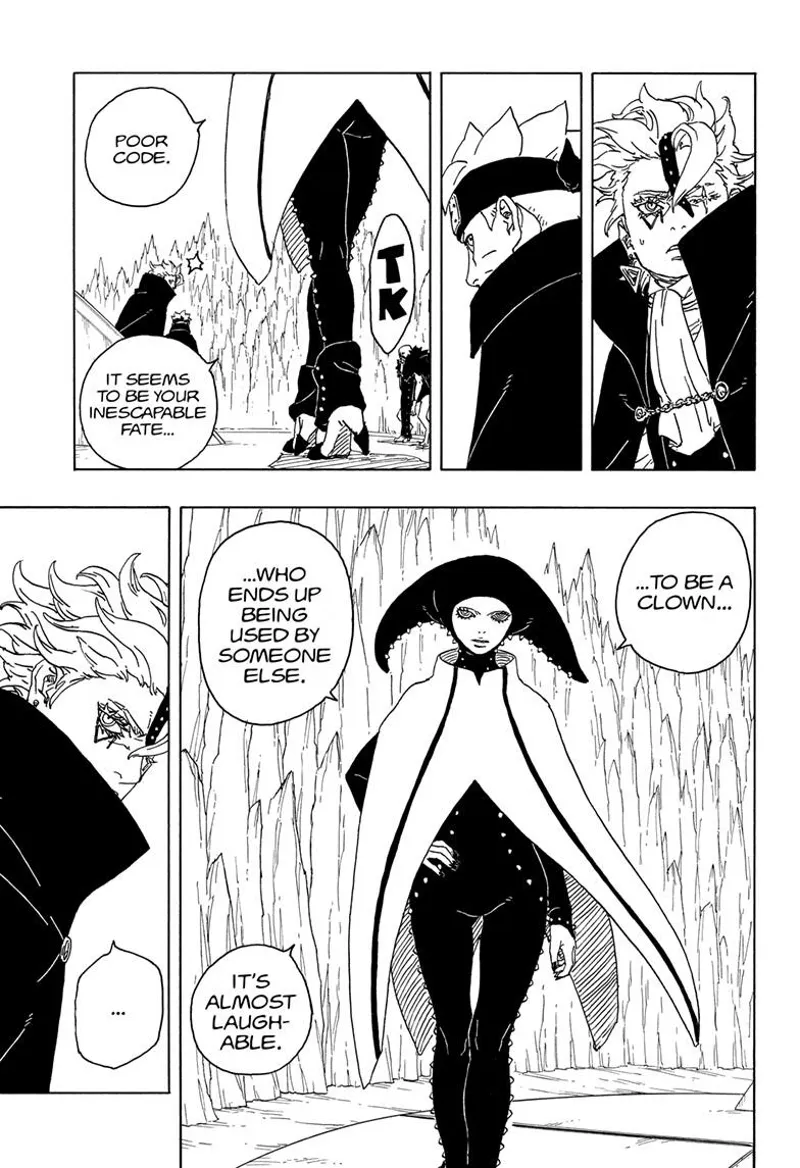 POOR
CODE.
TK
IT SEEMS
TO BE YOUR
INESCAPABLE
FATE...
...TO BE A
CLOWN...
...WHO
ENDS UP
BEING
USED BY
SOMEONE
ELSE.
IT'S
ALMOST
LAUGH-
ABLE.
...